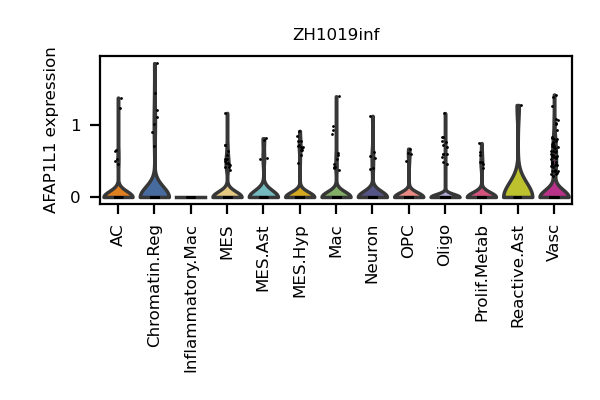 ZH1019inf
AFAP1L1 expression
1
0
AC
Chromatin.Reg
Inflammatory.Mac
MES
MES.Ast
MES.Hyp
Mac
Neuron
OPC
Oligo
Prolif.Metab
Reactive.Ast
Vasc